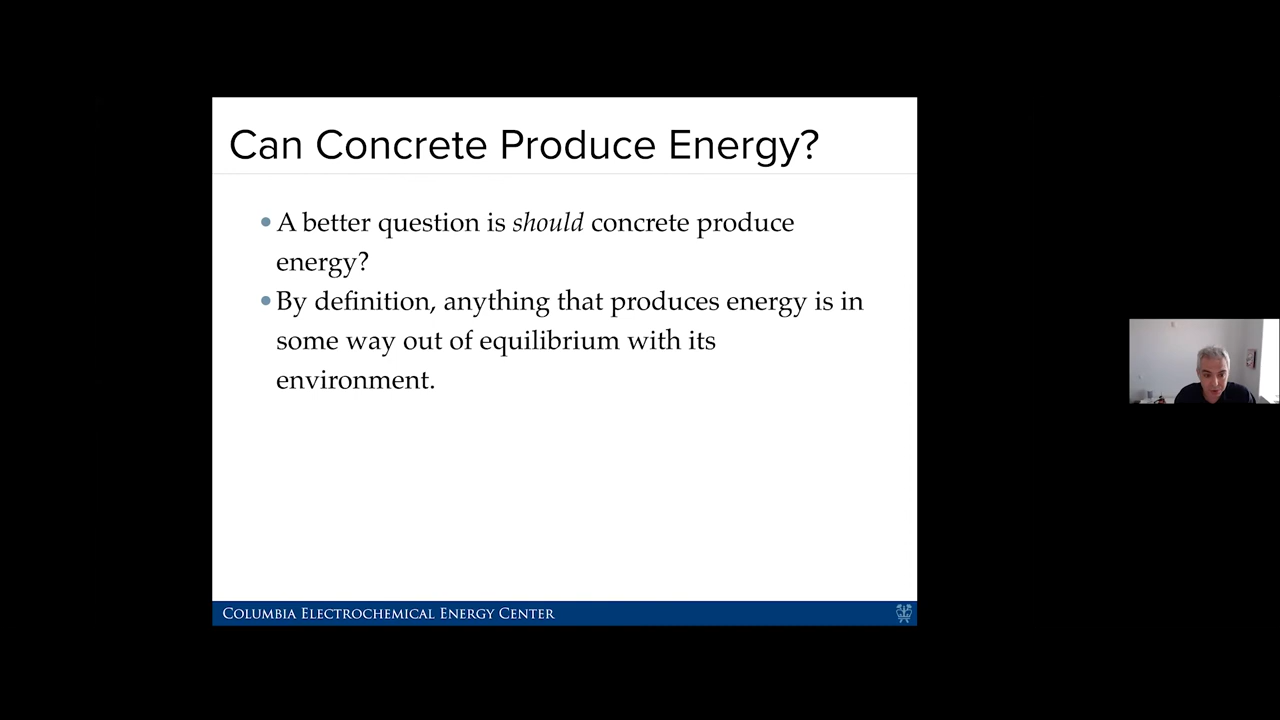 Can Concrete Produce Energy?
• A better question is should concrete produce
energy?
• By definition, anything that produces energy is in
some way out of equilibrium with its
environment.
COLUMBIA ELECTROCHEMICAL ENERGY CENTER